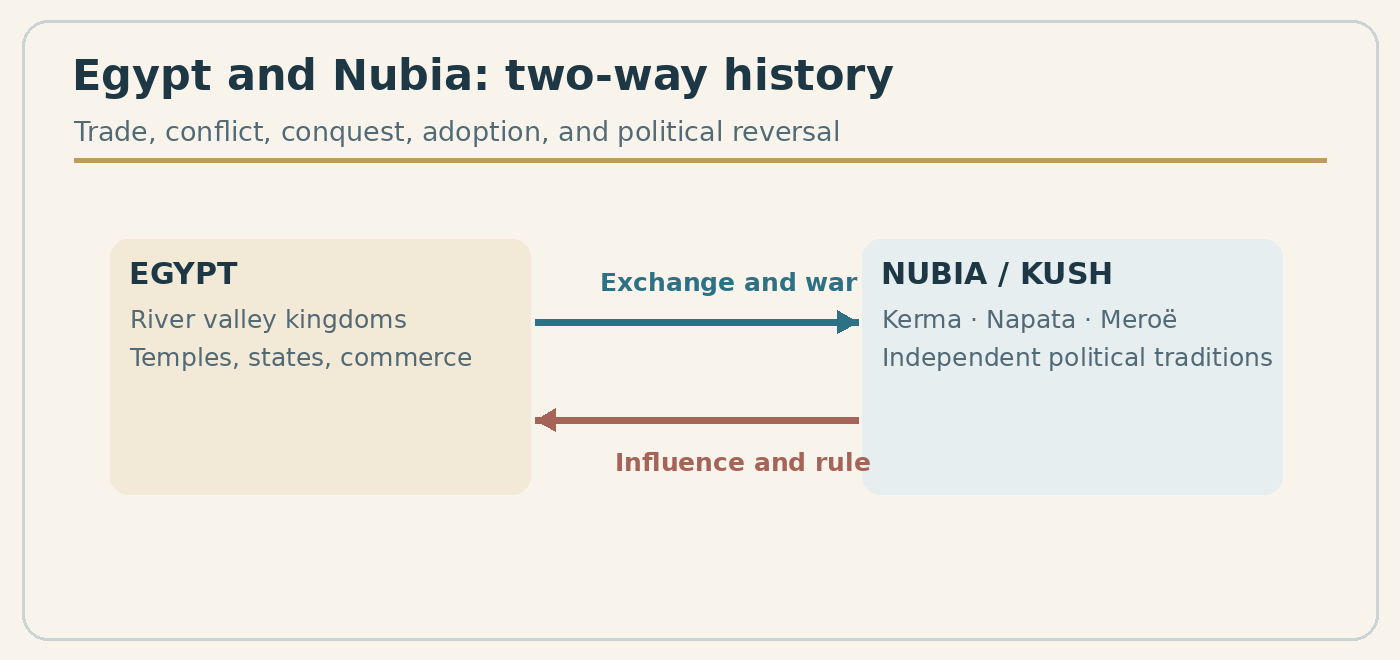 Egypt and Nubia: two-way history
Trade, conflict, conquest, adoption, and political reversal
EGYPT
River valley kingdoms
Temples, states, commerce
Exchange and war
Influence and rule
NUBIA / KUSH
Kerma · Napata · Meroë
Independent political traditions